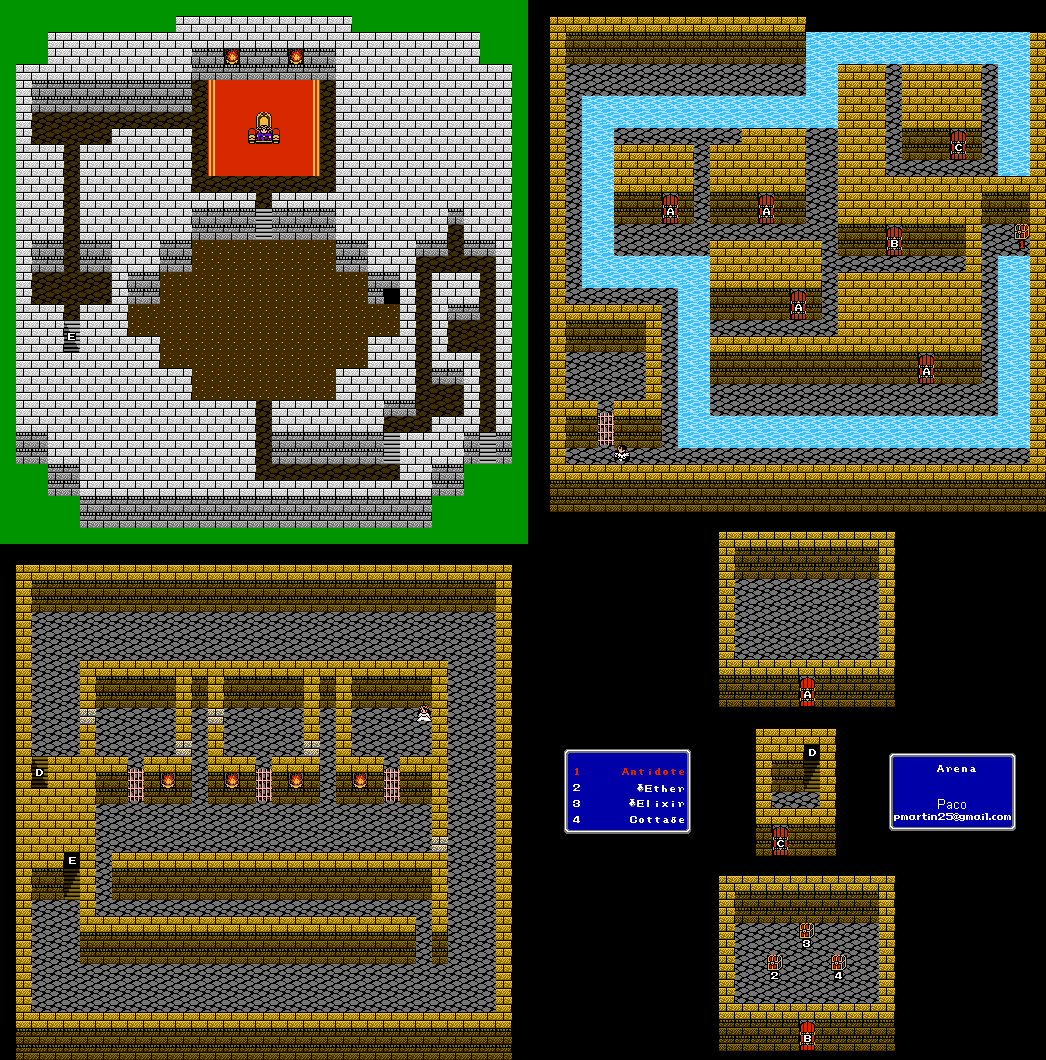 C
A
A
B
A
E
A
A
D
D
1 Antidote
2 Ether
3 Elixir
4 Cottage
Arena
Paco
pmartin25@gmail.com
C
E
3
2
4
B